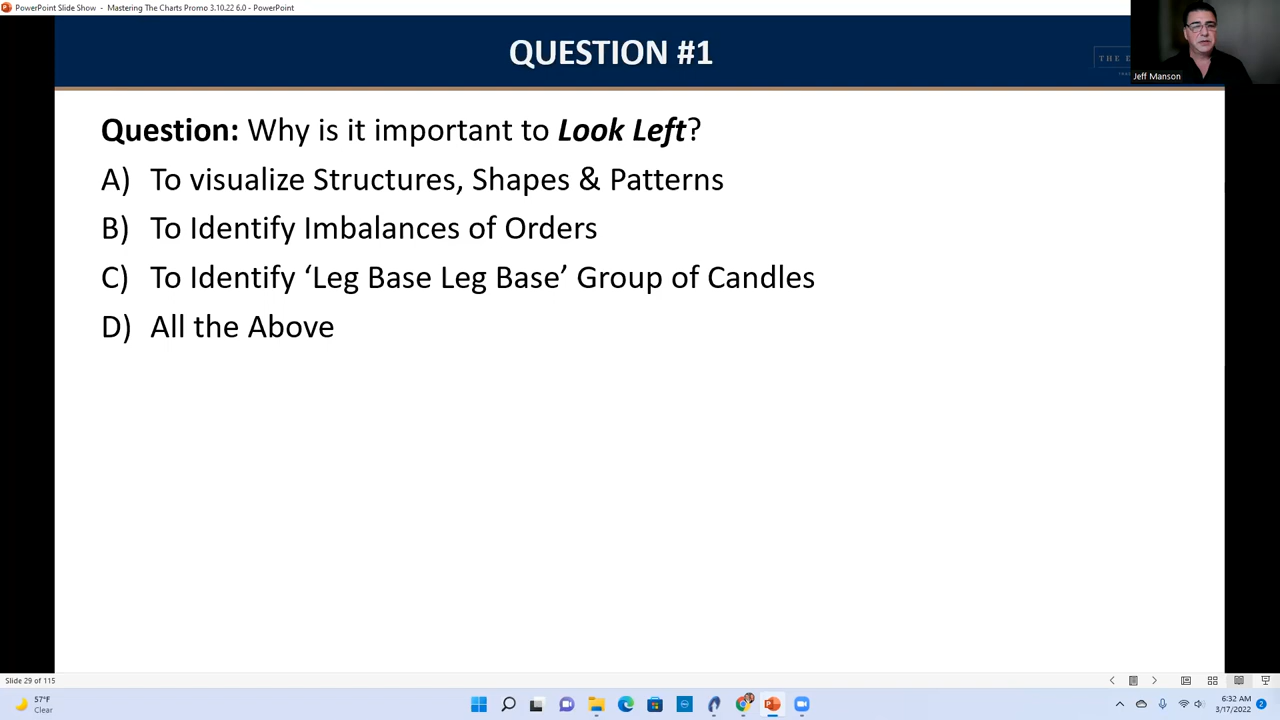 PowerPoint Slide Show - Mastering The Charts Promo 3.10.22 6.0 - PowerPoint
QUESTION #1
Jeff Manson
Question: Why is it important to Look Left?
A) To visualize Structures, Shapes & Patterns
B) To Identify Imbalances of Orders
C) To Identify ‘Leg Base Leg Base’ Group of Candles
D) All the Above
Slide 29 of 115
57°F
Clear
6:32 AM
3/17/2022
2